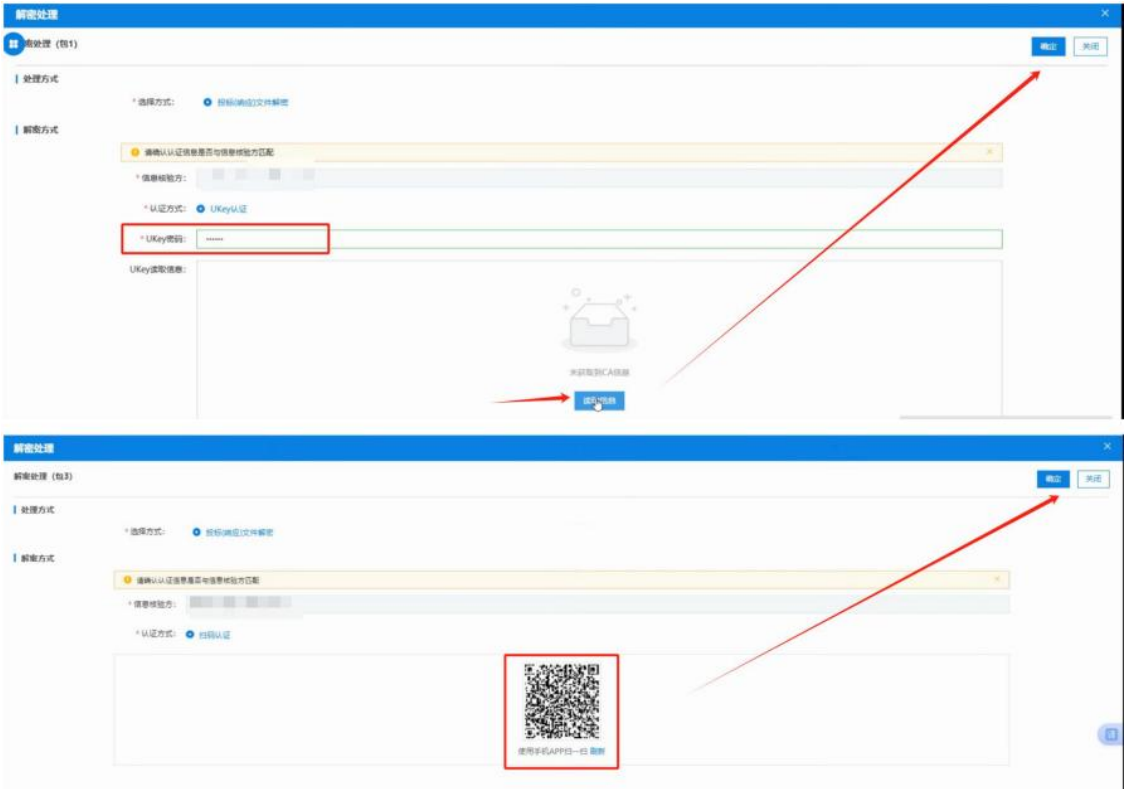 解密处理
密处理（包1）
确定
关闭
处理方式
*选择方式：
投标(响应)文件解密
解密方式
请确认认证信息是否与信息核验方匹配
*信息核验方：
*认证方式：
UKey认证
*UKey密码：
······
UKey读取信息：
未获取到CA信息
读取信息
解密处理
解密处理（包3）
确定
关闭
处理方式
*选择方式：
投标(响应)文件解密
解密方式
请确认认证信息是否与信息核验方匹配
*信息核验方：
*认证方式：
扫码认证
使用手机APP扫一扫 刷新